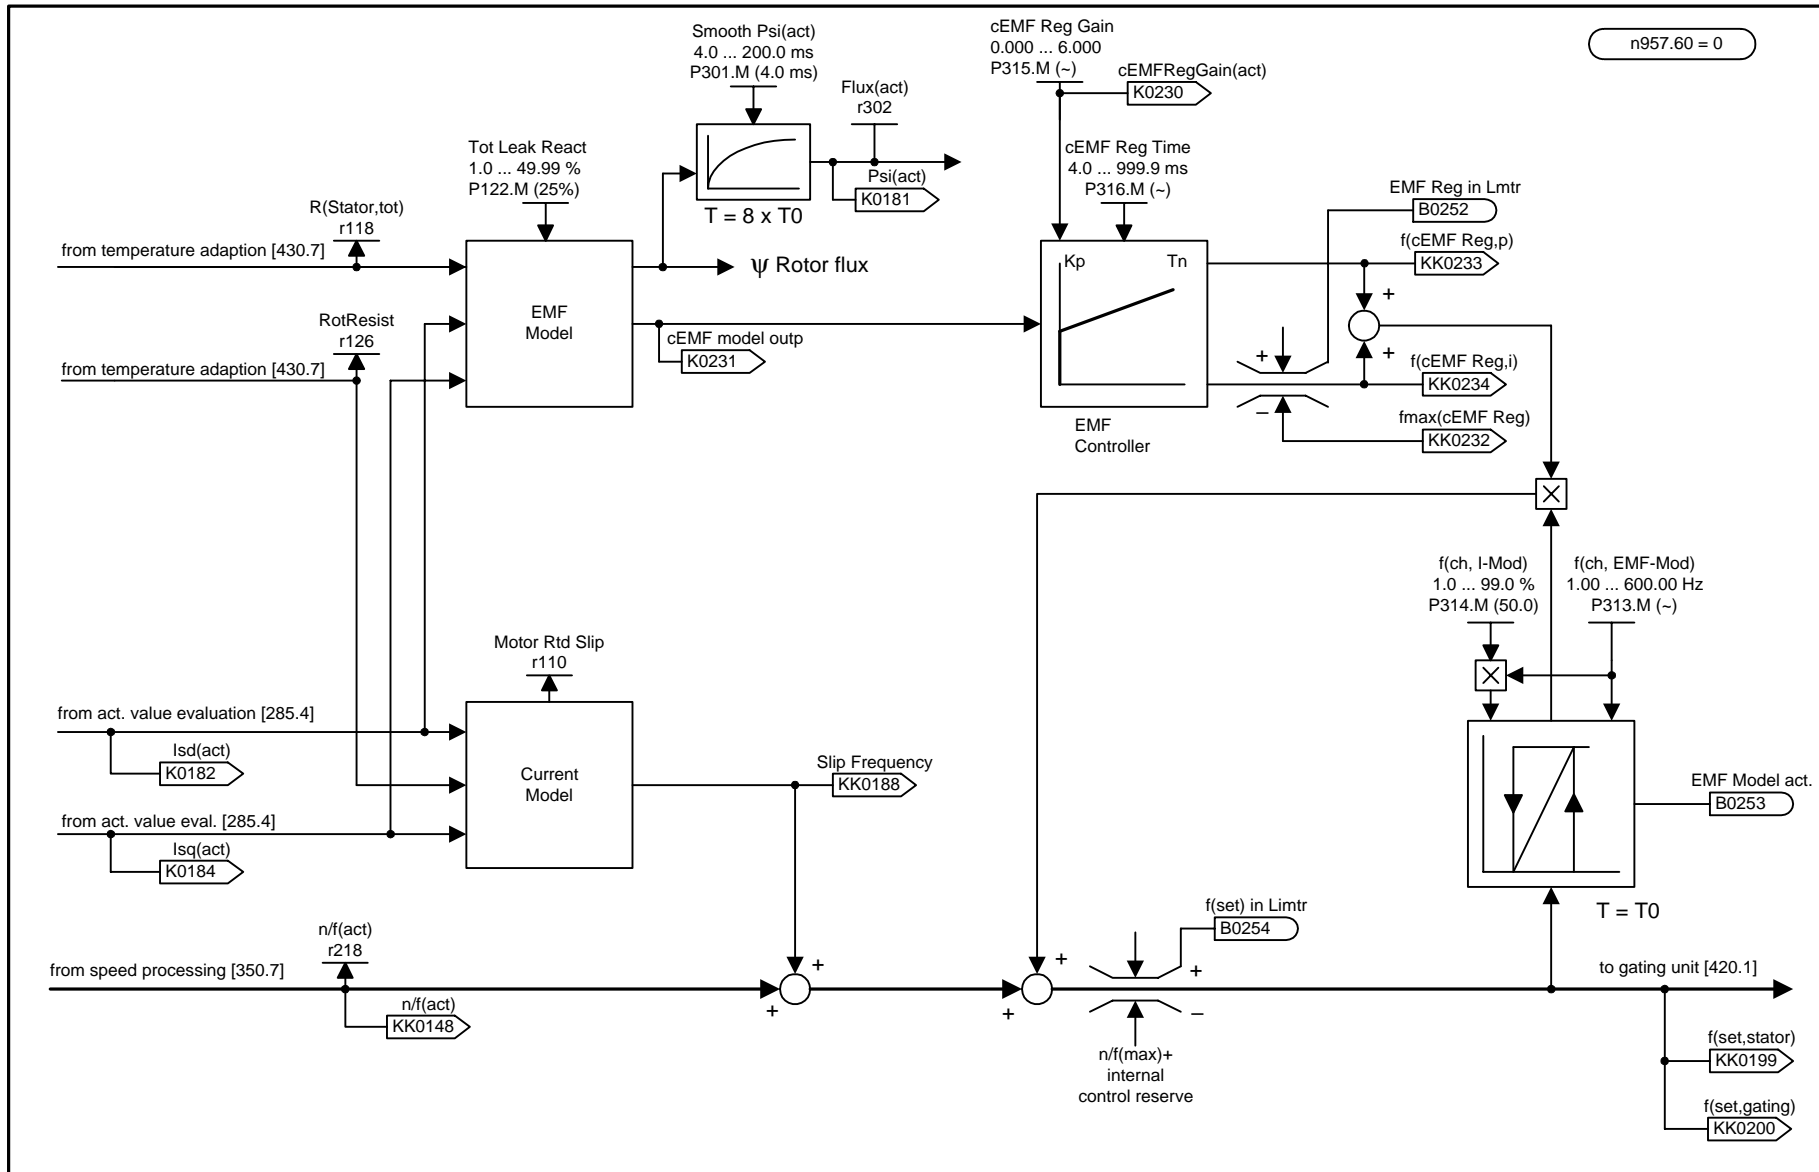 n957.60 = 0
Smooth Psi(act)
4.0 ... 200.0 ms
P301.M (4.0 ms)
cEMF Reg Gain
0.000 ... 6.000
P315.M (~)
cEMFRegGain(act)
K0230
Flux(act)
r302
Tot Leak React
1.0 ... 49.99 %
P122.M (25%)
cEMF Reg Time
4.0 ... 999.9 ms
P316.M (~)
Psi(act)
K0181
T = 8 x T0
EMF Reg in Lmtr
B0252
R(Stator,tot)
r118
from temperature adaption [430.7]
f(cEMF Reg,p)
KK0233
ψ Rotor flux
Kp
Tn
+
EMF
Model
RotResist
r126
from temperature adaption [430.7]
cEMF model outp
K0231
+
+
f(cEMF Reg,i)
KK0234
–
fmax(cEMF Reg)
KK0232
EMF
Controller
f(ch, I-Mod)
1.0 ... 99.0 %
P314.M (50.0)
f(ch, EMF-Mod)
1.00 ... 600.00 Hz
P313.M (~)
Motor Rtd Slip
r110
from act. value evaluation [285.4]
Isd(act)
K0182
Current
Model
Slip Frequency
KK0188
EMF Model act.
B0253
from act. value eval. [285.4]
Isq(act)
K0184
T = T0
f(set) in Limtr
B0254
n/f(act)
r218
from speed processing [350.7]
+
+
+
to gating unit [420.1]
+
+
–
n/f(act)
KK0148
n/f(max)+
internal
control reserve
f(set,stator)
KK0199
f(set,gating)
KK0200